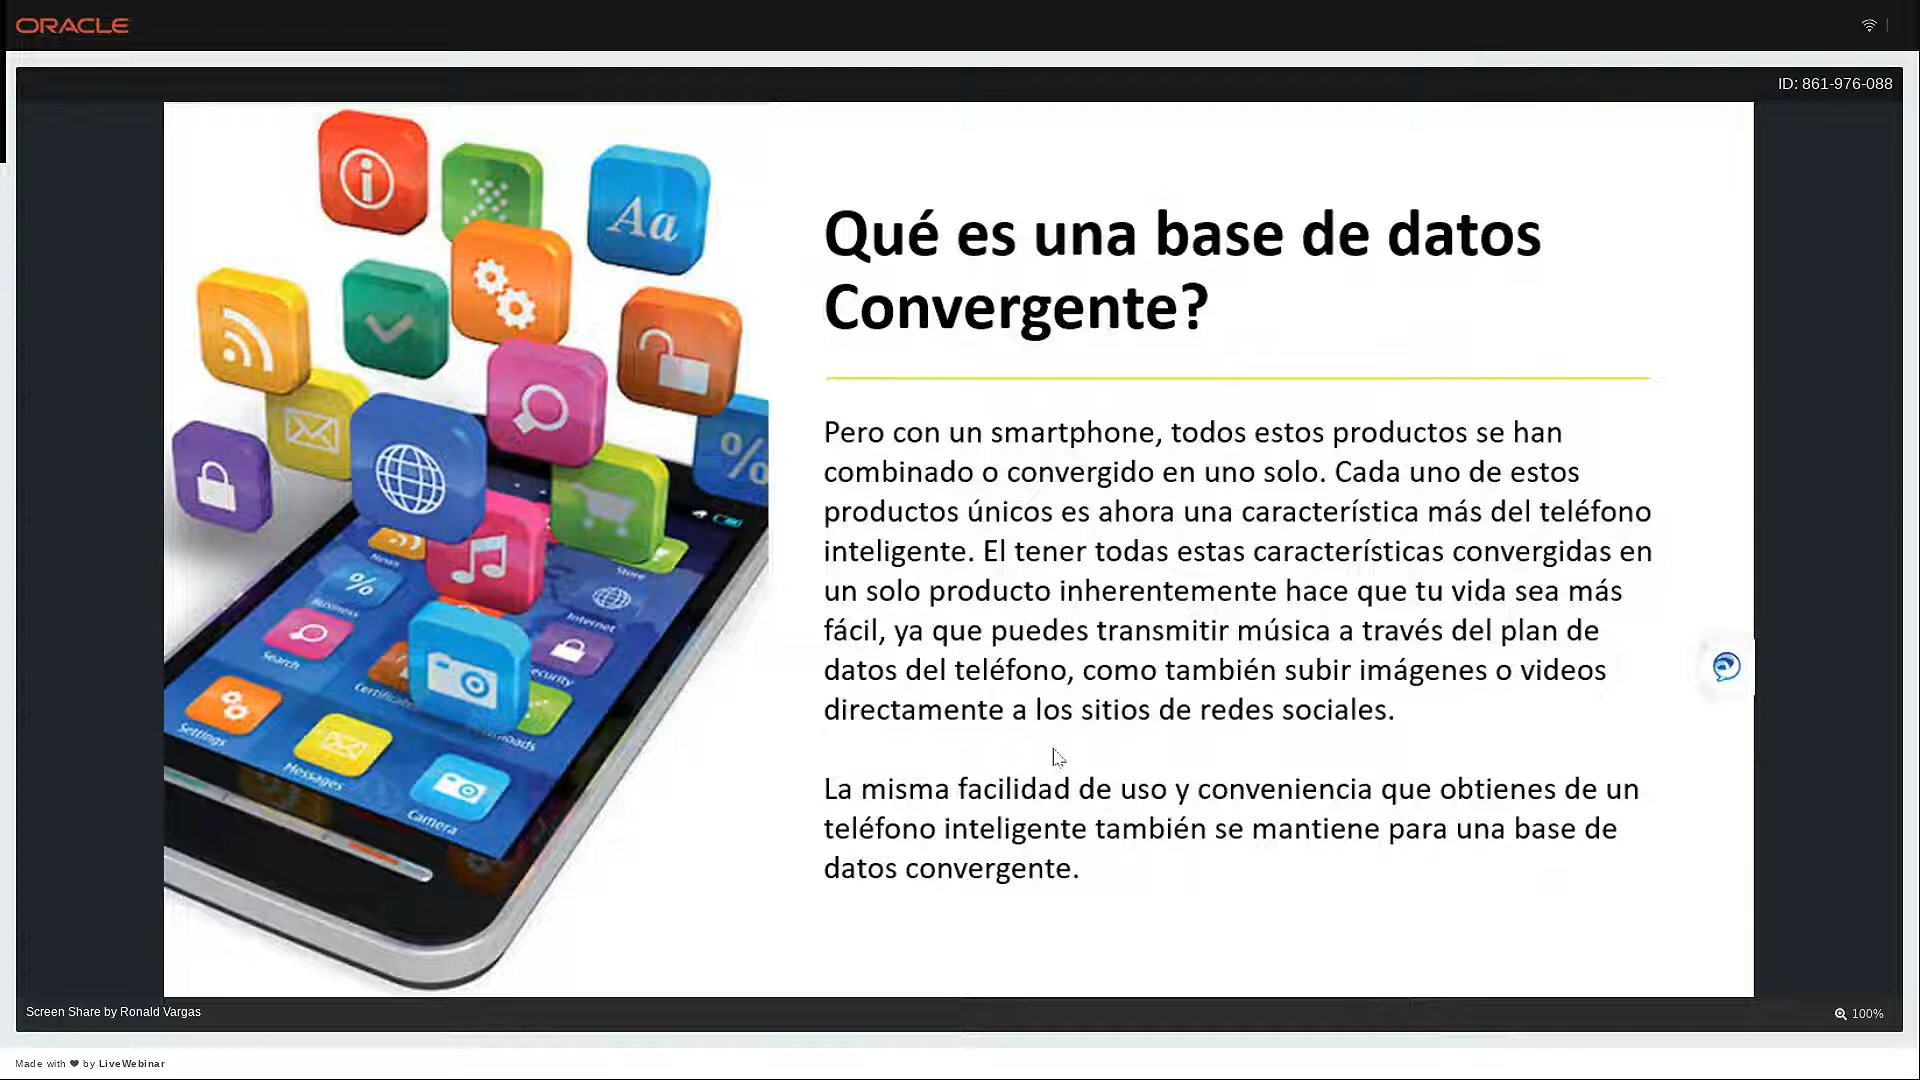 ORACLE
ID: 861-976-088
Aa
Qué es una base de datos
Convergente?
%
Pero con un smartphone, todos estos productos se han
combinado o convergido en uno solo. Cada uno de estos
productos únicos es ahora una característica más del teléfono
inteligente. El tener todas estas características convergidas en
un solo producto inherentemente hace que tu vida sea más
fácil, ya que puedes transmitir música a través del plan de
datos del teléfono, como también subir imágenes o videos
directamente a los sitios de redes sociales.
La misma facilidad de uso y conveniencia que obtienes de un
teléfono inteligente también se mantiene para una base de
datos convergente.
News
Store
%
Business
Internet
Search
Settings
Messages
Camera
Screen Share by Ronald Vargas
100%
Made with ❤ by LiveWebinar